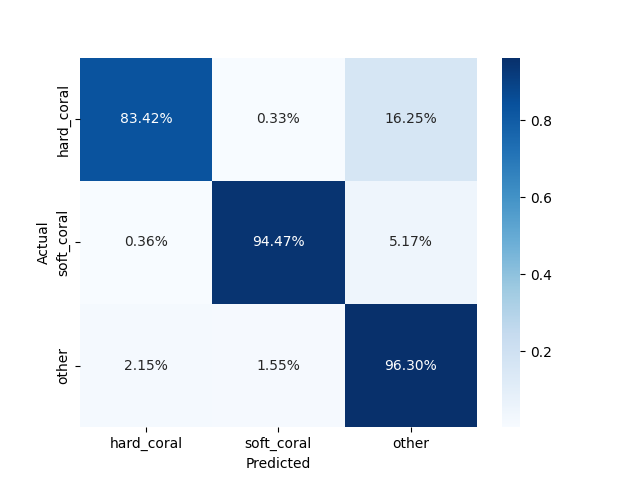 hard_coral
83.42%
0.33%
16.25%
0.8
0.6
Actual
soft_coral
0.36%
94.47%
5.17%
0.4
other
2.15%
1.55%
96.30%
0.2
hard_coral
soft_coral
other
Predicted